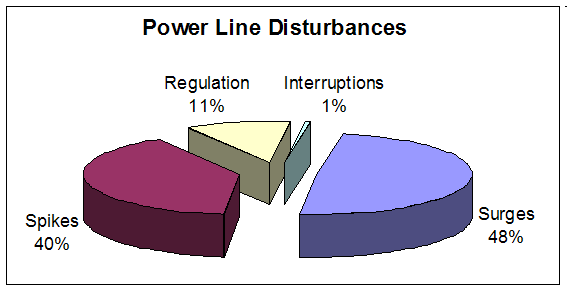 Power Line Disturbances
Regulation
11%
Interruptions
1%
Spikes
40%
Surges
48%